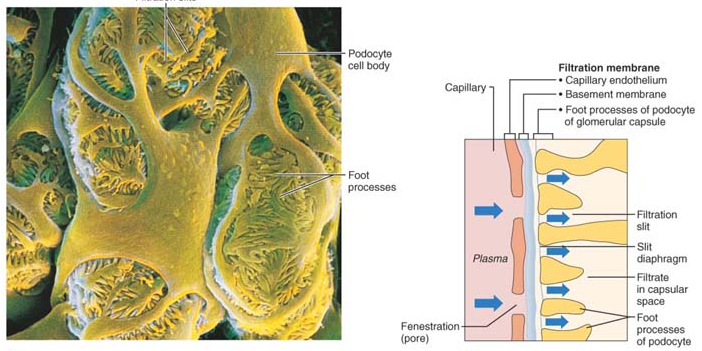 Podocyte
cell body
Foot
processes
Filtration membrane
Capillary
• Capillary endothelium
• Basement membrane
• Foot processes of podocyte
of glomerular capsule
Plasma
Filtration
slit
Slit
diaphragm
Filtrate
in capsular
space
Foot
processes
of podocyte
Fenestration
(pore)